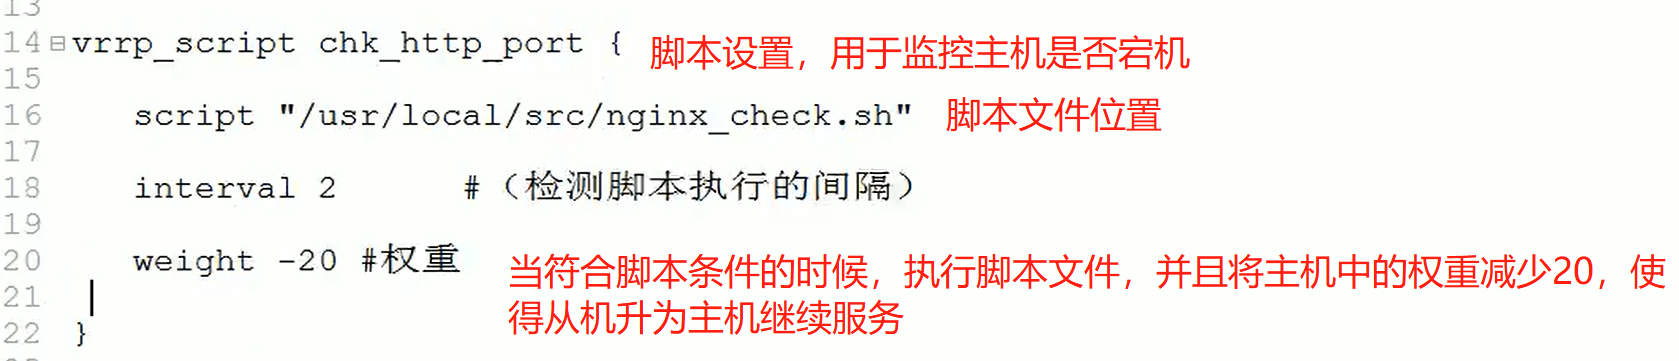 13
14 vrrp_script chk_http_port { 脚本设置，用于监控主机是否宕机
15
16 script "/usr/local/src/nginx_check.sh" 脚本文件位置
17
18 interval 2 #（检测脚本执行的间隔）
19
20 weight -20 #权重 当符合脚本条件的时候，执行脚本文件，并且将主机中的权重减少20，使
21 得从机升为主机继续服务
22 }